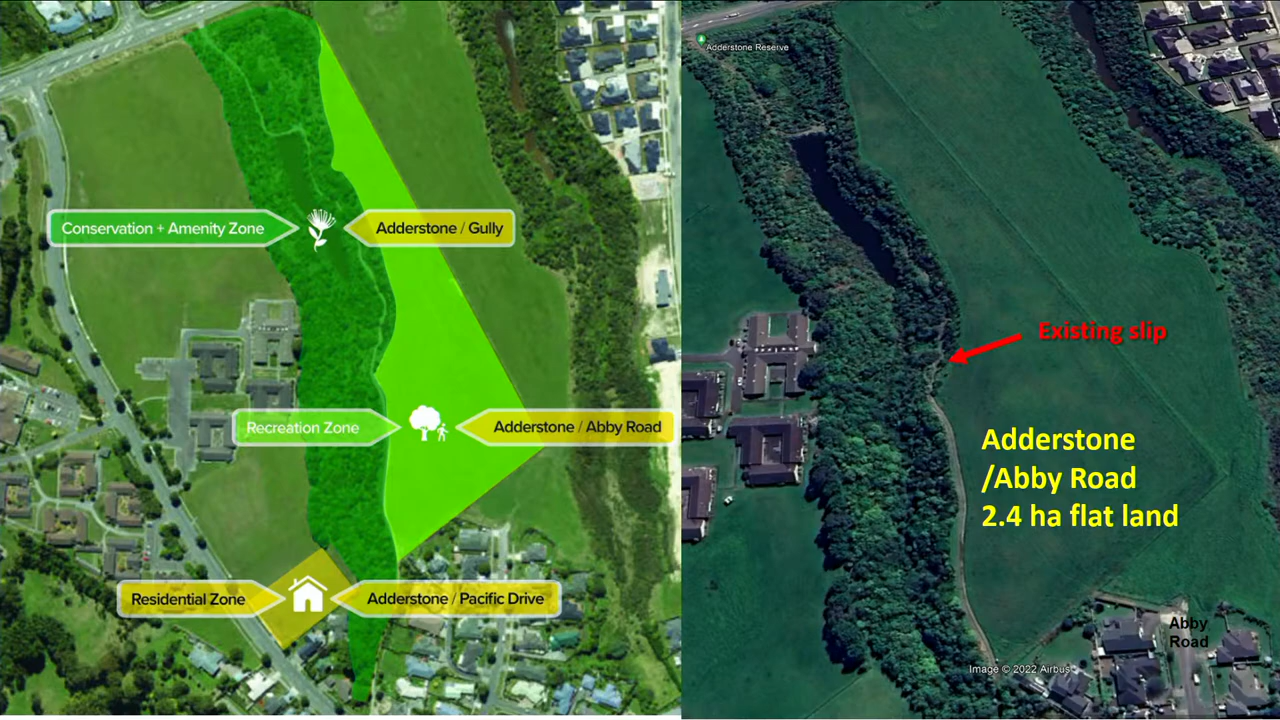 Conservation + Amenity Zone
Adderstone / Gully
Recreation Zone
Adderstone / Abby Road
Residential Zone
Adderstone / Pacific Drive
Adderstone Reserve
Existing slip
Adderstone
/Abby Road
2.4 ha flat land
Abby
Road
Image © 2022 Airbus